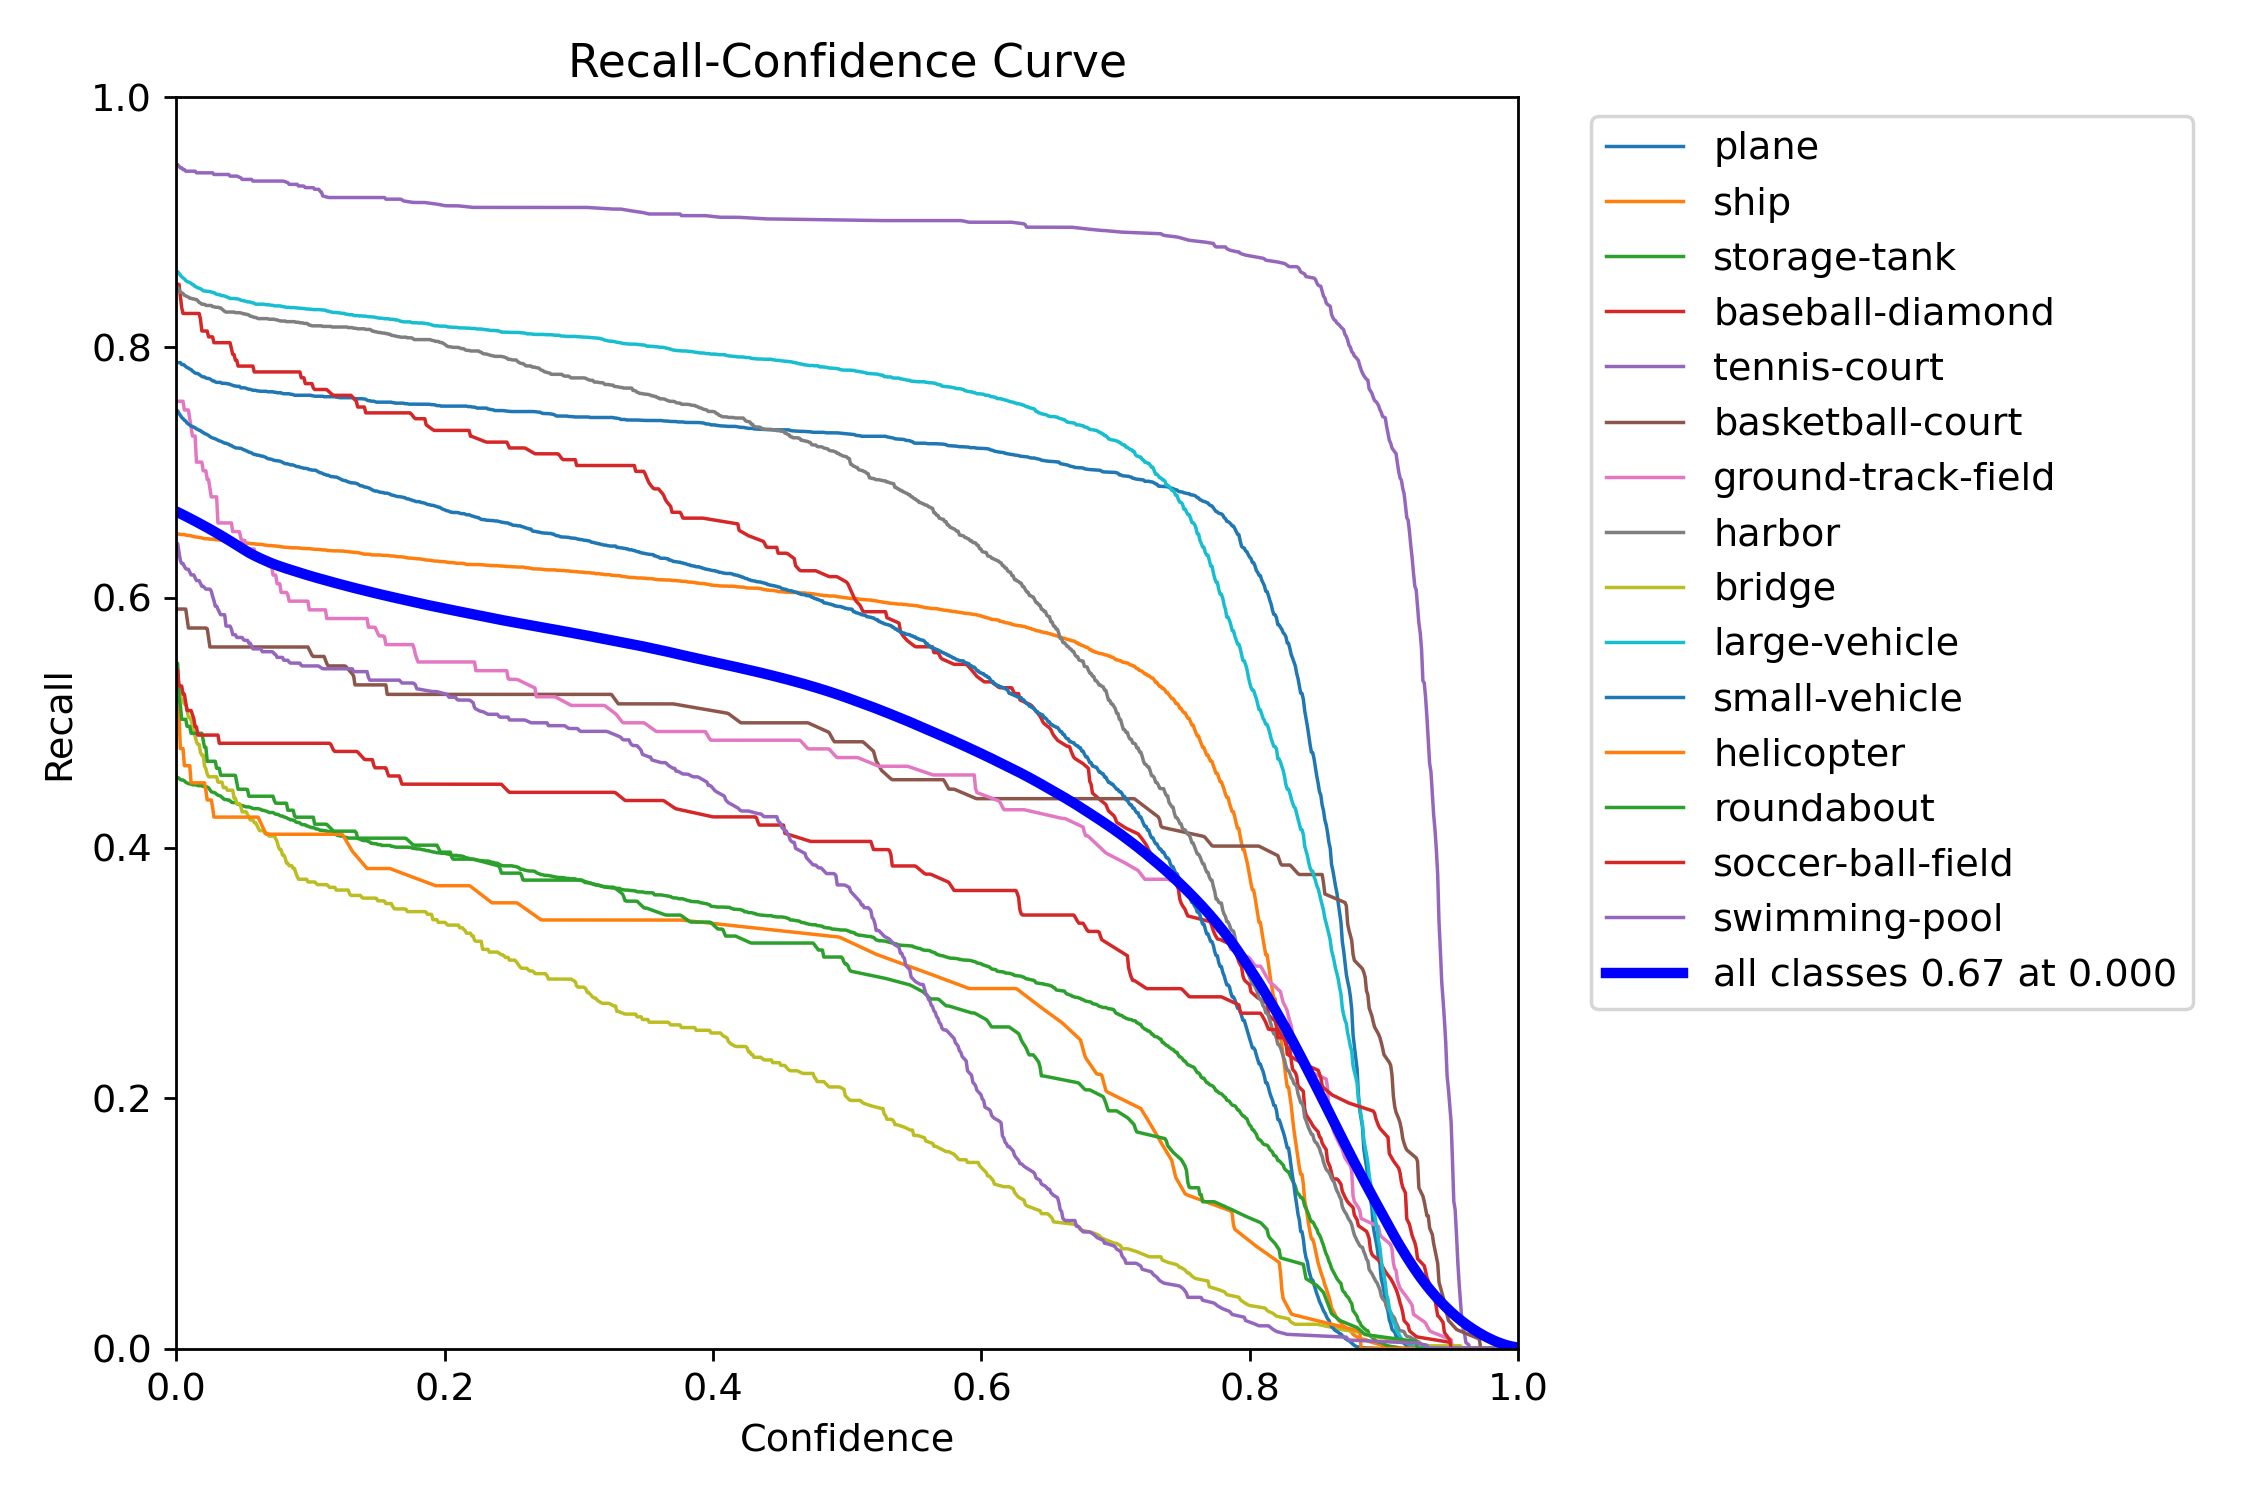 Recall-Confidence Curve
1.0
0.8
0.6
0.4
0.2
0.0
Recall
0.0 0.2 0.4 0.6 0.8 1.0
Confidence
plane
ship
storage-tank
baseball-diamond
tennis-court
basketball-court
ground-track-field
harbor
bridge
large-vehicle
small-vehicle
helicopter
roundabout
soccer-ball-field
swimming-pool
all classes 0.67 at 0.000